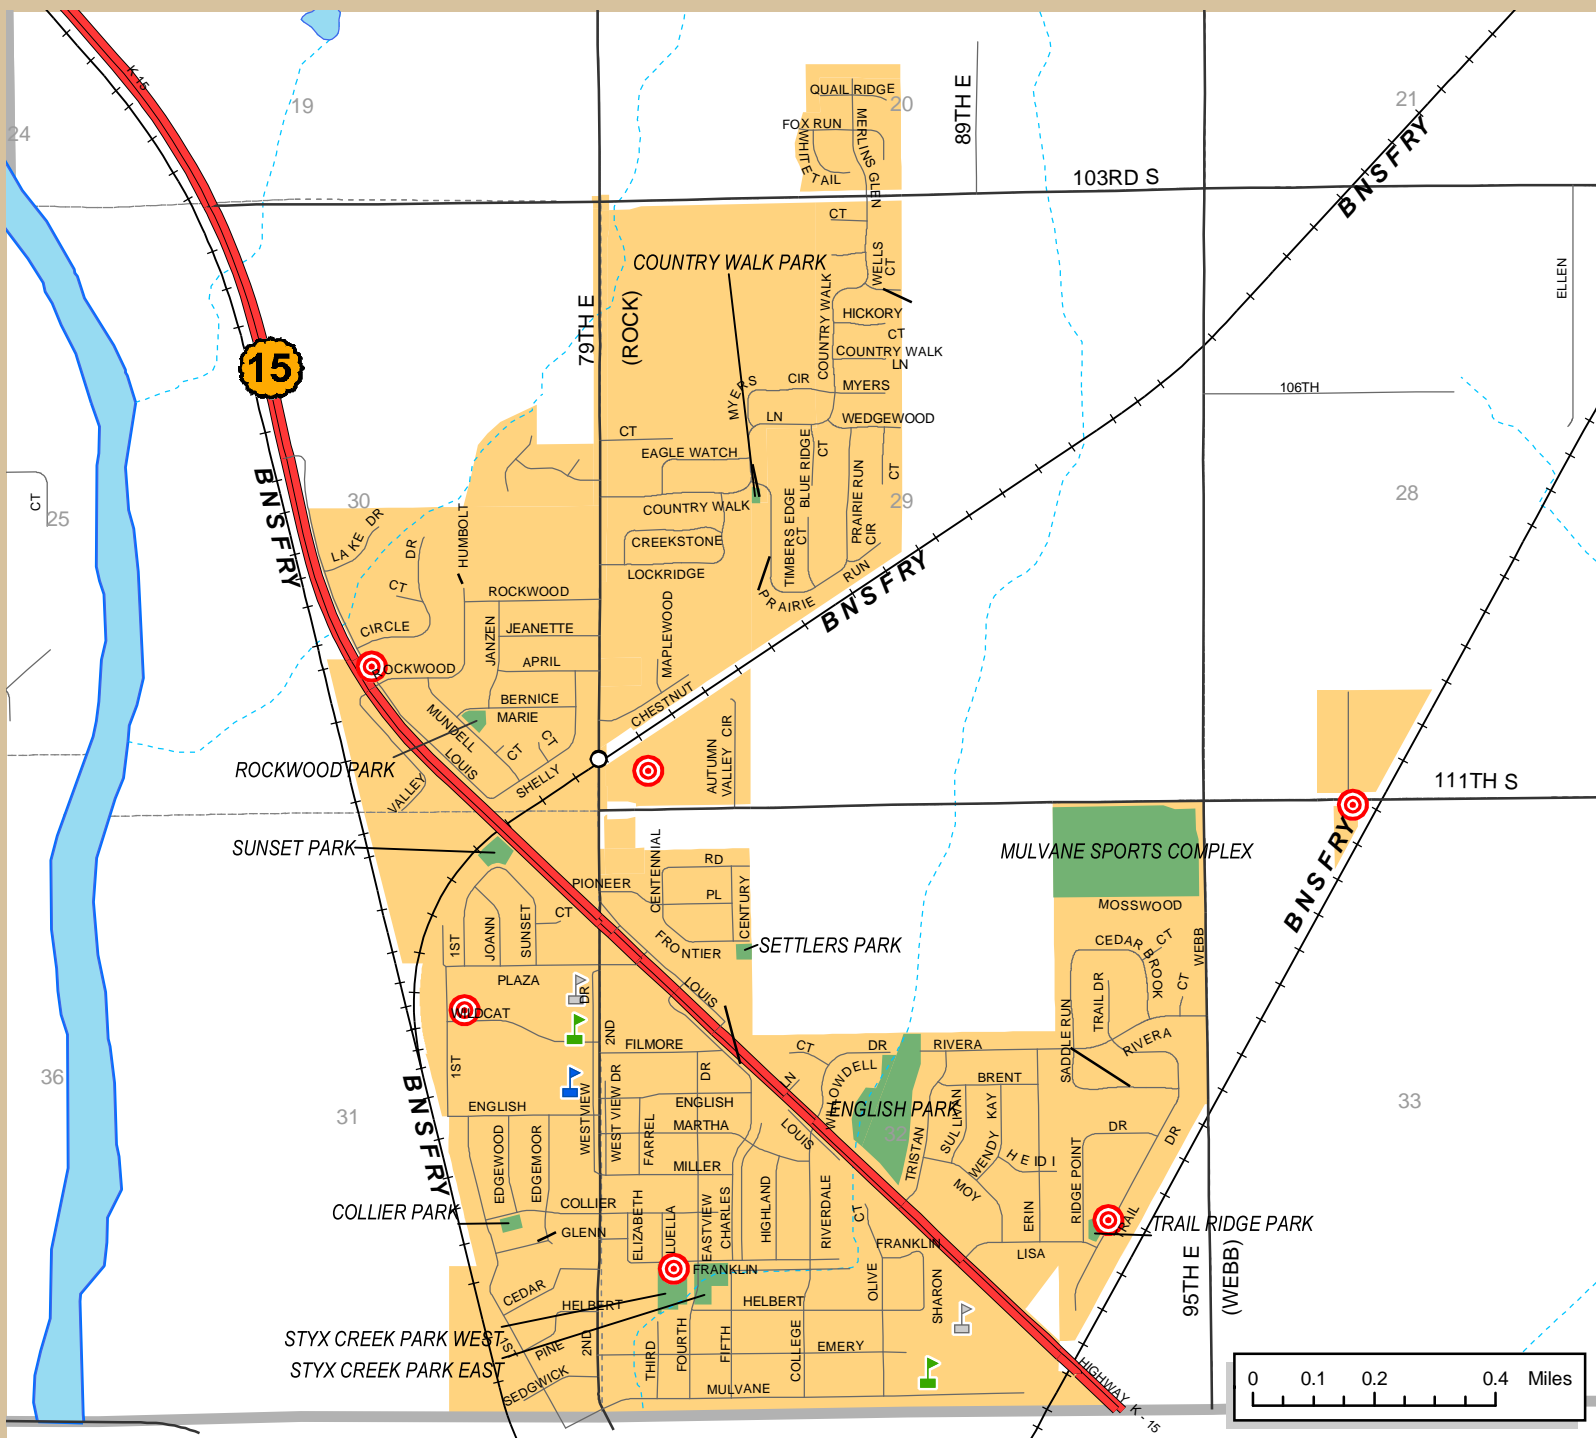 K 15
19
24
QUAIL RIDGE
20
89TH E
21
FOX RUN
MERLINS GLEN
WHITETAIL
BNSFRY
103RD S
CT
WELLS
CT
COUNTRY WALK PARK
ELLEN
79TH E
(ROCK)
COUNTRY WALK
HICKORY
CT
COUNTRY WALK
LN
15
MYERS
CIR
MYERS
106TH
LN
WEDGEWOOD
CT
EAGLE WATCH
BLUE RIDGE
CT
PRAIRIE RUN
CIR
CT
BNSFRY
30
CT
25
COUNTRY WALK
29
28
LAKE DR
HUMBOLT
DR
CREEKSTONE
TIMBERS EDGE
CT
LOCKRIDGE
CT
ROCKWOOD
PRAIRIE RUN
BNSFRY
MAPLEWOOD
CIRCLE
JANZEN
JEANETTE
ROCKWOOD
APRIL
BERNICE
CHESTNUT
MUNDELL
MARIE
LOUIS
CT
CT
AUTUMN
VALLEY CIR
ROCKWOOD PARK
SHELLY
VALLEY
111TH S
SUNSET PARK
MULVANE SPORTS COMPLEX
BNSFRY
CENTENNIAL
RD
PIONEER
PL
CENTURY
MOSSWOOD
1ST
JOANN
SUNSET
CT
FRONTIER
SETTLERS PARK
CEDAR BROOK
CT
WEBB
PLAZA
LOUIS
TRAIL DR
CT
DR
WILDCAT
2ND
SADDLE RUN
FILMORE
CT
DR
RIVERA
RIVERA
1ST
36
WILLOWDELL
BRENT
LN
DR
BNSFRY
ENGLISH
WESTVIEW
WEST VIEW DR
ENGLISH
ENGLISH PARK
SULLIVAN
KAY
33
31
FARREL
MARTHA
LOUIS
32
DR
DR
EDGEWOOD
EDGEMOOR
MILLER
TRISTAN
WENDY
HEIDI
RIDGE POINT
MOY
COLLIER PARK
COLLIER
ELIZABETH
LUELLA
EASTVIEW
CHARLES
HIGHLAND
RIVERDALE
CT
ERIN
TRAIL
TRAIL RIDGE PARK
GLENN
FRANKLIN
LISA
FRANKLIN
95TH E
(WEBB)
CEDAR
HELBERT
HELBERT
OLIVE
SHARON
STYX CREEK PARK WEST
1ST
PINE
2ND
THIRD
FOURTH
FIFTH
COLLEGE
EMERY
STYX CREEK PARK EAST
SEDGWICK
MULVANE
HIGHWAY K - 15
0 0.1 0.2 0.4 Miles